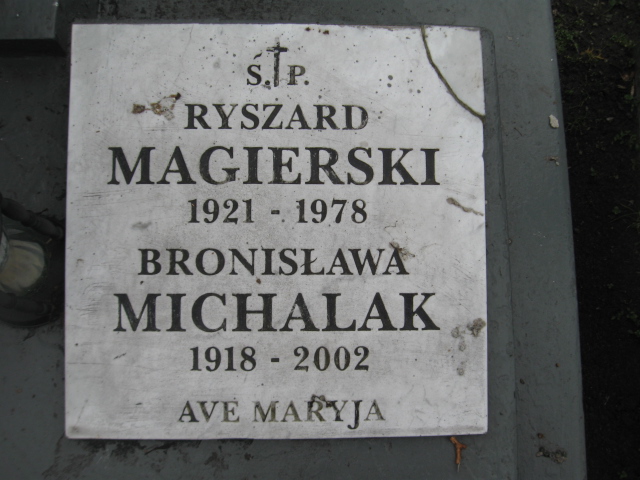 Ś.†P.
RYSZARD
MAGIERSKI
1921 - 1978
BRONISŁAWA
MICHALAK
1918 - 2002
AVE MARYJA